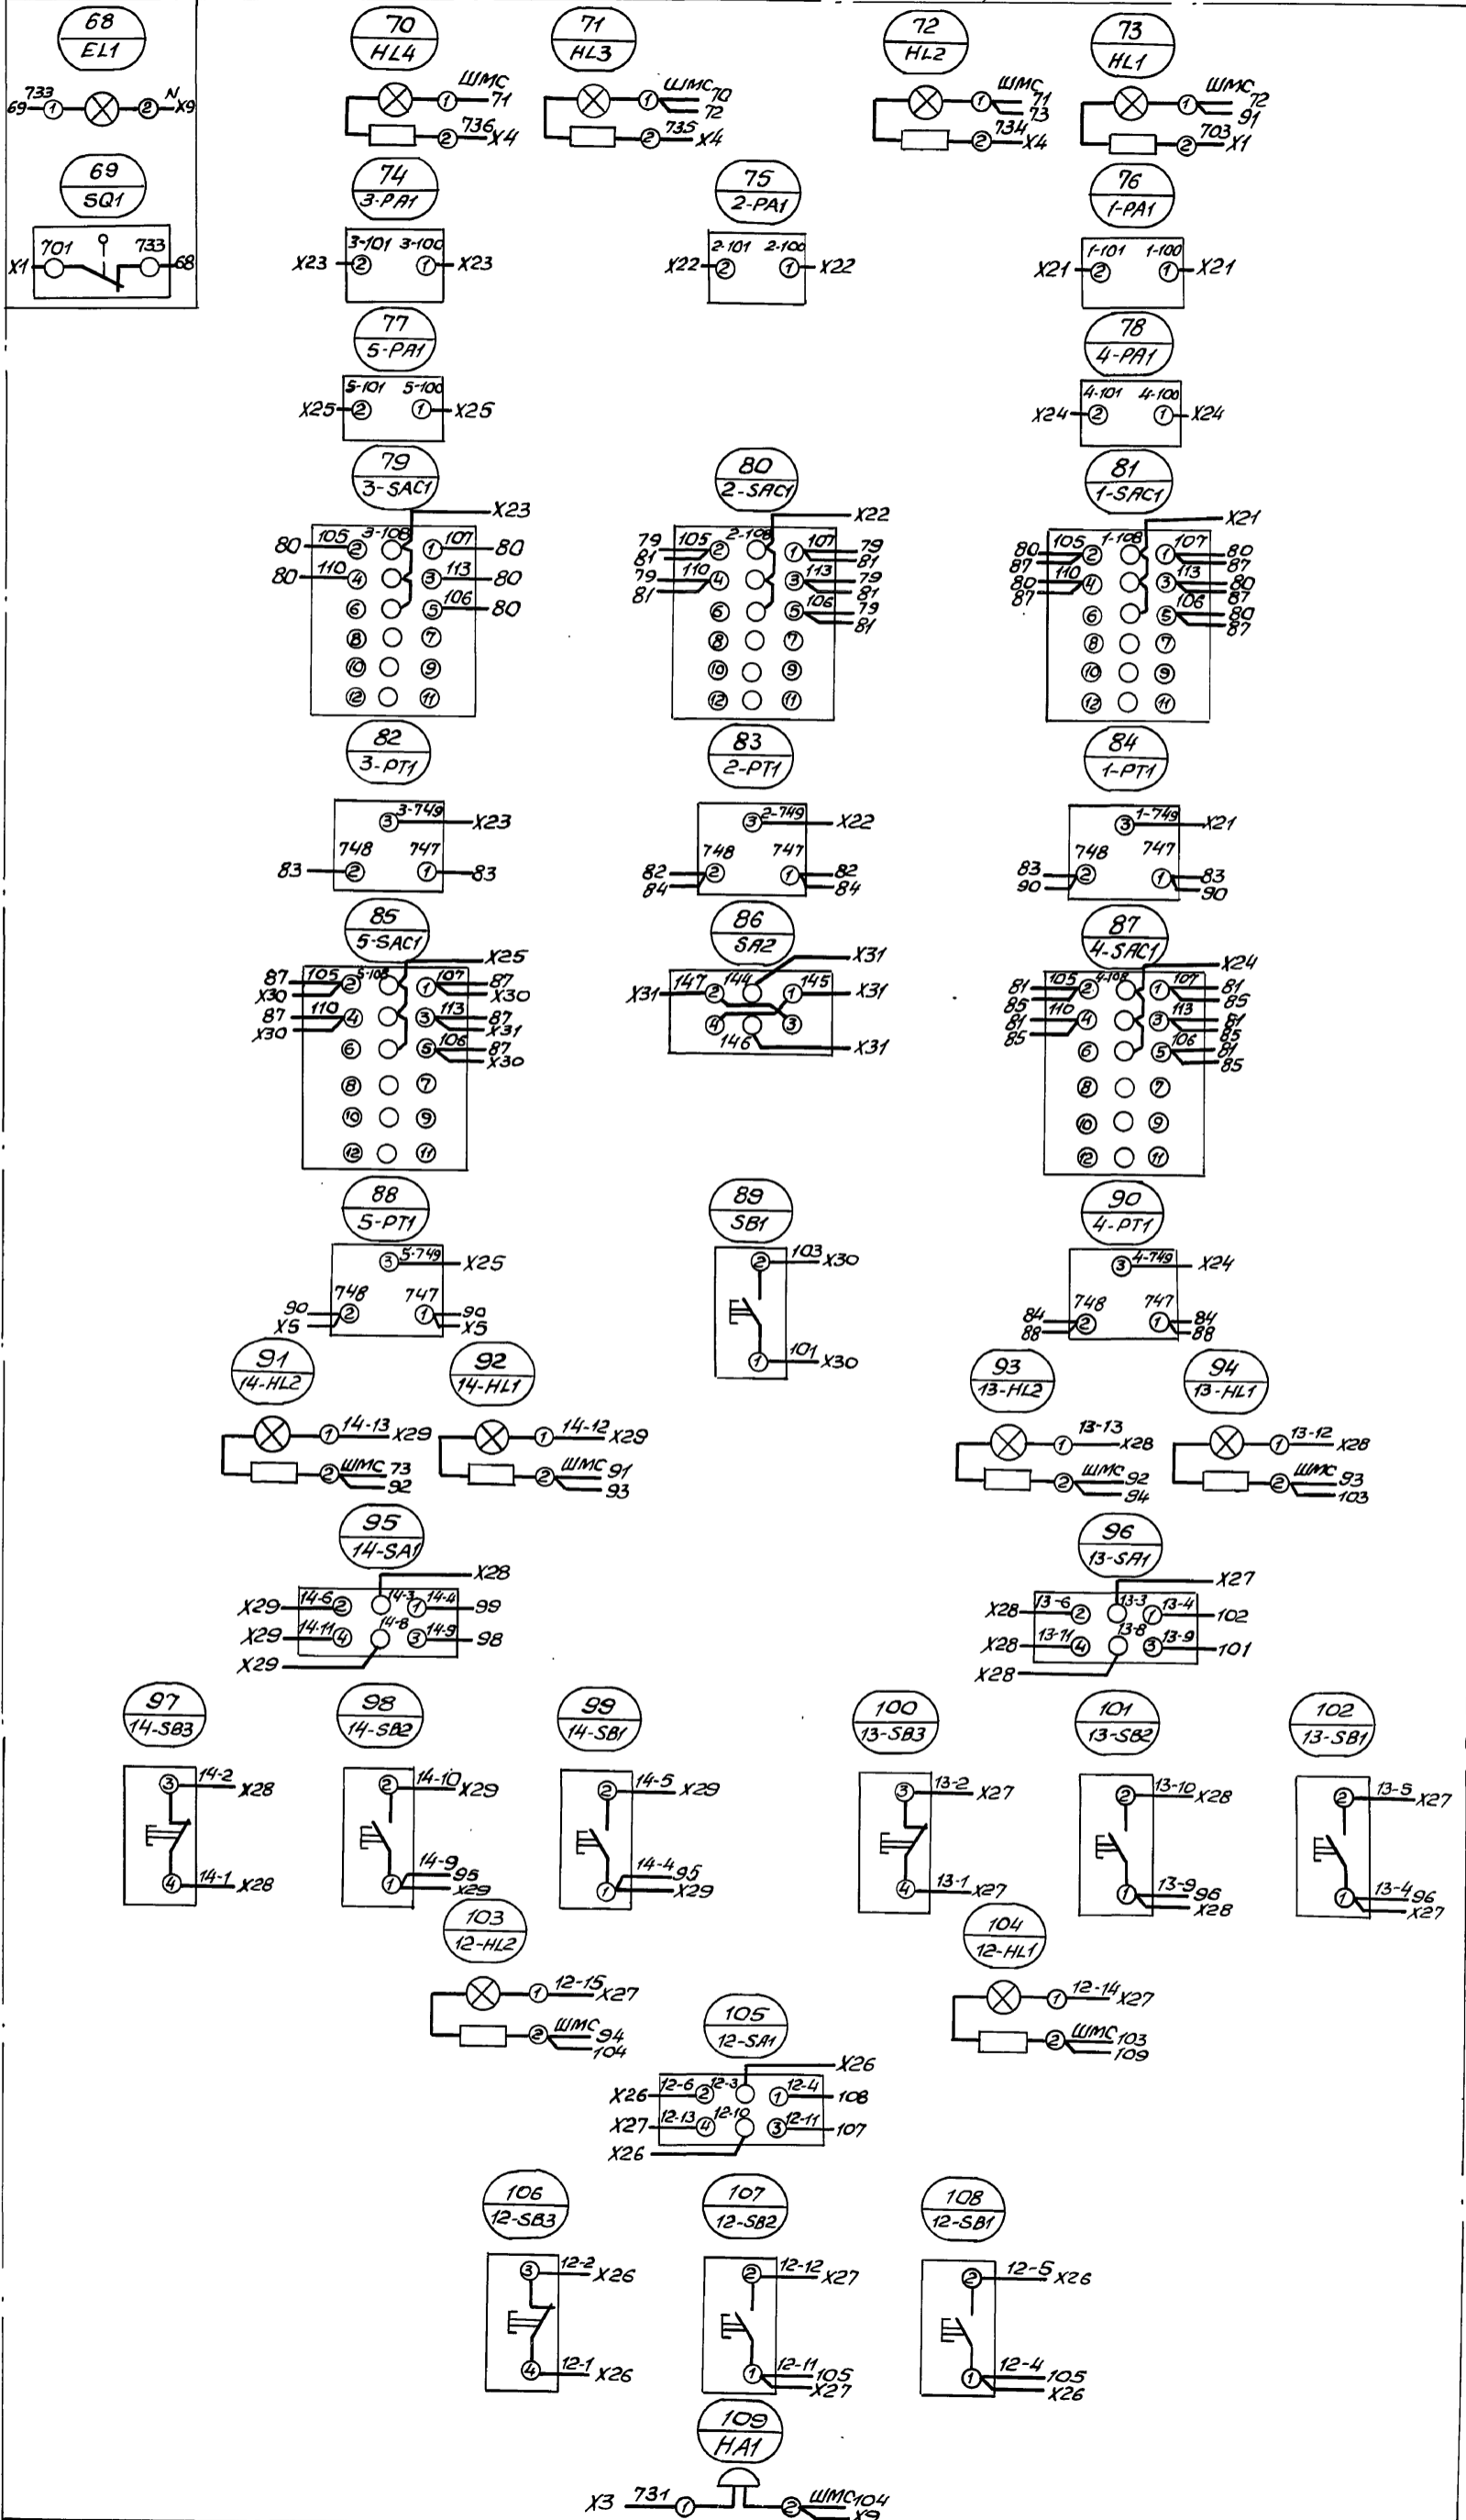 68
EL1
69 733 1 2 N X9
69
SQ1
X1 701 733 68
70
HL4
1 ШМС 71
2 736 X4
71
HL3
1 ШМС 70
72
2 735 X4
72
HL2
1 ШМС 71
73
2 734 X4
73
HL1
1 ШМС 72
91
2 703 X1
74
3-PA1
3-101 3-100
X23 2 1 X23
75
2-PA1
2-101 2-100
X22 2 1 X22
76
1-PA1
1-101 1-100
X21 2 1 X21
77
5-PA1
5-101 5-100
X25 2 1 X25
78
4-PA1
4-101 4-100
X24 2 1 X24
79
3-SAC1
X23
80 105 2 3-108 1 107 80
80 110 4 3 113 80
6 5 106 80
8 7
10 9
12 11
80
2-SAC1
X22
79 105 2 2-108 1 107 79
81 81
79 110 4 3 113 79
81 81
6 5 106 79
81
8 7
10 9
12 11
81
1-SAC1
X21
80 105 2 1-108 1 107 80
87 87
80 110 4 3 113 80
87 87
6 5 106 80
87
8 7
10 9
12 11
82
3-PT1
3 3-749 X23
748 747
83 2 1 83
83
2-PT1
3 2-749 X22
748 747
82 2 1 82
84 84
84
1-PT1
3 1-749 X21
748 747
83 2 1 83
90 90
85
5-SAC1
X25
87 105 2 5-108 1 107 87
X30 X30
87 110 4 3 113 87
X30 X31
6 5 106 87
X30
8 7
10 9
12 11
86
SA2
X31
X31 147 2 144 1 145 X31
4 3
146 X31
87
4-SAC1
X24
81 105 2 4-108 1 107 81
85 85
81 110 4 3 113 81
85 85
6 5 106 81
85
8 7
10 9
12 11
88
5-PT1
3 5-749 X25
748 747
90 2 1 90
X5 X5
89
SB1
2 103 X30
1 101 X30
90
4-PT1
3 4-749 X24
748 747
84 2 1 84
88 88
91
14-HL2
1 14-13 X29
2 ШМС 73
92
92
14-HL1
1 14-12 X29
2 ШМС 91
93
93
13-HL2
1 13-13 X28
2 ШМС 92
94
94
13-HL1
1 13-12 X28
2 ШМС 93
103
95
14-SA1
X28
X29 14-6 2 14-3 1 14-4 99
X29 14-11 4 14-8 3 14-9 98
X29
96
13-SA1
X27
X28 13-6 2 13-3 1 13-4 102
X28 13-11 4 13-8 3 13-9 101
X28
97
14-SB3
3 14-2 X28
4 14-1 X28
98
14-SB2
2 14-10 X29
1 14-9 95
X29
99
14-SB1
2 14-5 X29
1 14-4 95
X29
100
13-SB3
3 13-2 X27
4 13-1 X27
101
13-SB2
2 13-10 X28
1 13-9 96
X28
102
13-SB1
2 13-5 X27
1 13-4 96
X27
103
12-HL2
1 12-15 X27
2 ШМС 94
104
104
12-HL1
1 12-14 X27
2 ШМС 103
109
105
12-SA1
X26
X26 12-6 2 12-3 1 12-4 108
X27 12-13 4 12-10 3 12-11 107
X26
106
12-SB3
3 12-2 X26
4 12-1 X26
107
12-SB2
2 12-12 X27
1 12-11 105
X27
108
12-SB1
2 12-5 X26
1 12-4 105
X26
109
HA1
X3 731 1 2 ШМС 104
X9